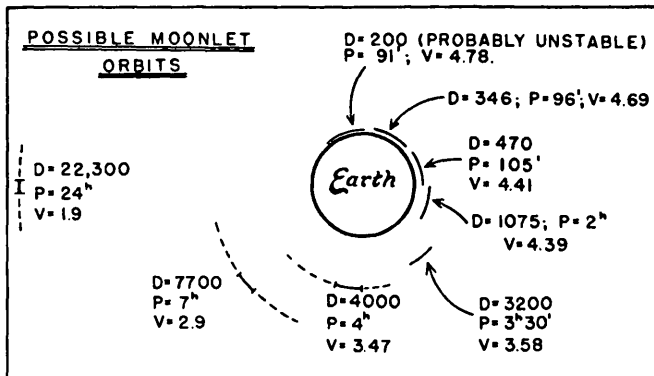 POSSIBLE MOONLET
ORBITS
D=200 (PROBABLY UNSTABLE)
P= 91'; V=4.78.
D=346; P=96'; V=4.69
D=470
P=105'
V=4.41
D=1075; P=2ʰ
V=4.39
D=3200
P=3ʰ30'
V=3.58
D=4000
P=4ʰ
V=3.47
D=7700
P=7ʰ
V=2.9
D=22,300
P=24ʰ
V=1.9
Earth